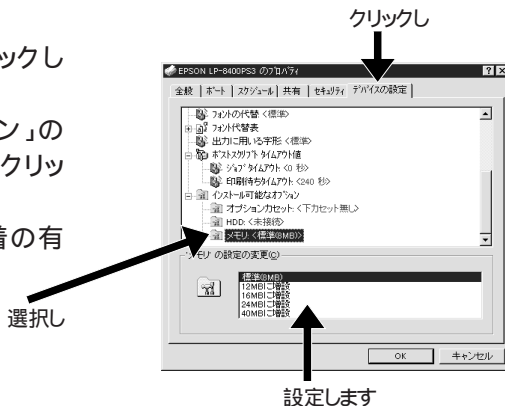 クリックし
ックし
ン」の
クリッ
着の有
選択し
EPSON LP-8400PS3 のプロパティ
全般 ポート スケジュール 共有 セキュリティ デバイスの設定
フォントの代替: <標準>
フォント代替表
出力に用いる字形: <標準>
ポストスクリプト タイムアウト値
ジョブ タイムアウト: <0 秒>
印刷待ちタイムアウト: <240 秒>
インストール可能なオプション
オプションカセット: <下カセット無し>
HDD: <未接続>
メモリ: <標準(8MB)>
'メモリ' の設定の変更(C)
標準(8MB)
12MBに増設
16MBに増設
24MBに増設
40MBに増設
OK キャンセル
設定します